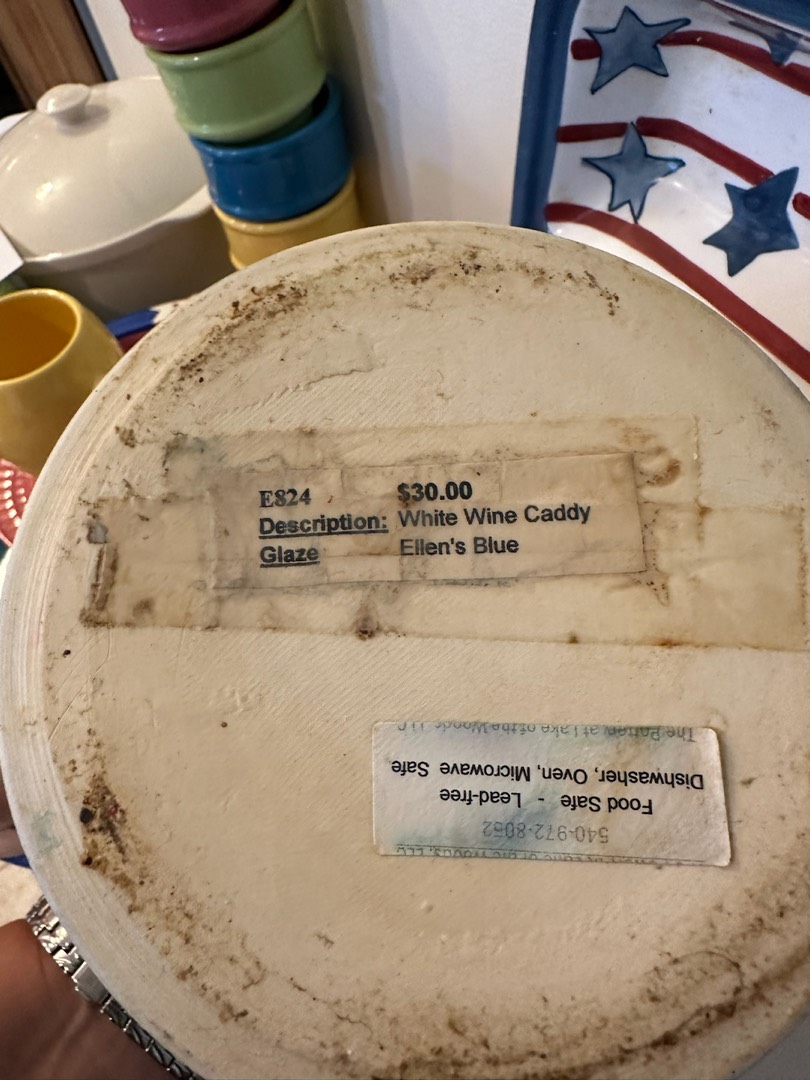 E824 $30.00
Description: White Wine Caddy
Glaze Ellen's Blue
540-972-8052
Food Safe - Lead-free
Dishwasher, Oven, Microwave Safe
The Pottery at Lake of the Woods, LLC